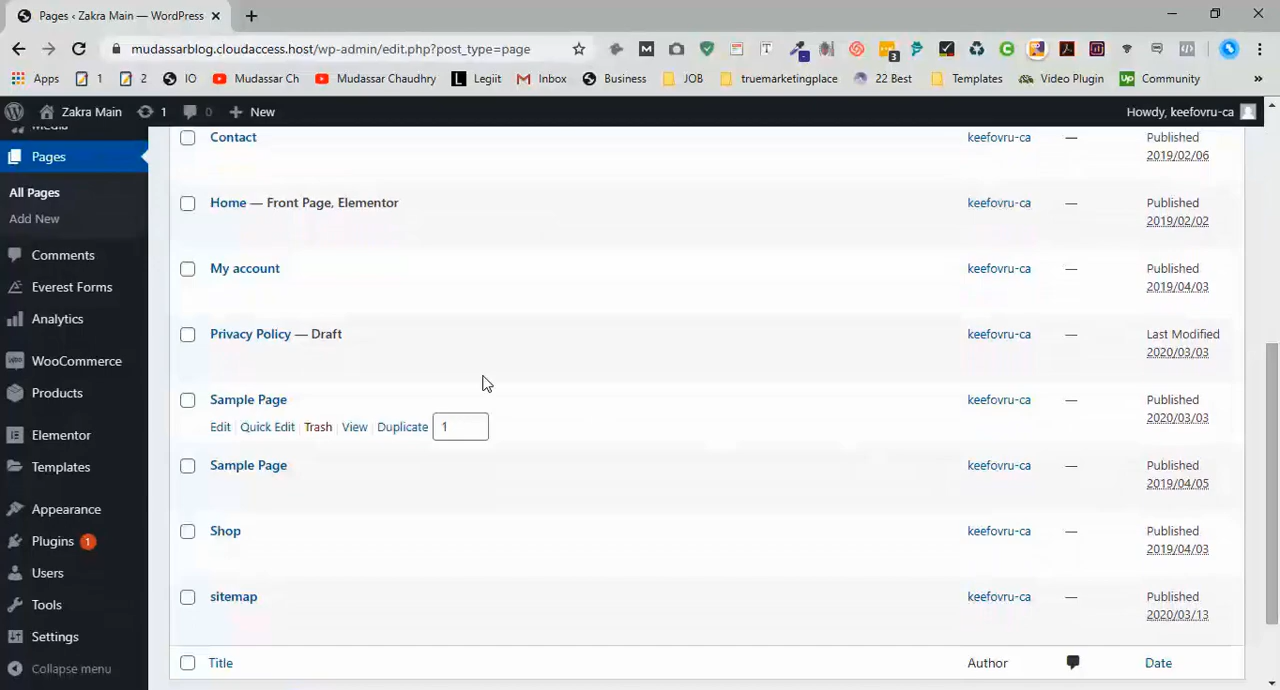 Pages ‹ Zakra Main — WordPress
mudassarblog.cloudaccess.host/wp-admin/edit.php?post_type=page
Apps 1 2 IO Mudassar Ch Mudassar Chaudhry Legiit Inbox Business JOB truemarketingplace 22 Best Templates Video Plugin Community »
Zakra Main 1 0 New Howdy, keefovru-ca
Media
Pages
All Pages
Add New
Comments
Everest Forms
Analytics
WooCommerce
Products
Elementor
Templates
Appearance
Plugins 1
Users
Tools
Settings
Collapse menu
Contact keefovru-ca — Published
2019/02/06
Home — Front Page, Elementor keefovru-ca — Published
2019/02/02
My account keefovru-ca — Published
2019/04/03
Privacy Policy — Draft keefovru-ca — Last Modified
2020/03/03
Sample Page keefovru-ca — Published
2020/03/03
Edit | Quick Edit | Trash | View | Duplicate 1
Sample Page keefovru-ca — Published
2019/04/05
Shop keefovru-ca — Published
2019/04/03
sitemap keefovru-ca — Published
2020/03/13
Title Author Date